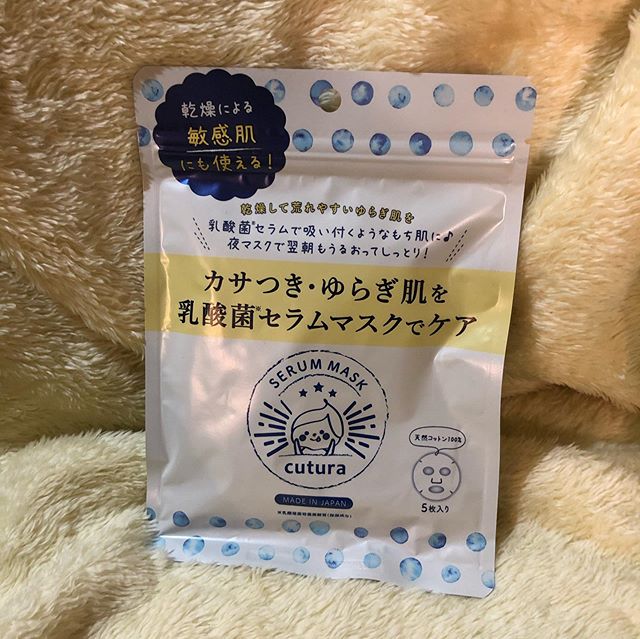 乾燥による
敏感肌
にも使える!
乾燥して荒れやすいゆらぎ肌を
乳酸菌※セラムで吸い付くようなもち肌に♪
夜マスクで翌朝もうるおってしっとり!
カサつき・ゆらぎ肌を
乳酸菌※セラムマスクでケア
SERUM MASK
cutura
天然コットン100%
5枚入り
MADE IN JAPAN